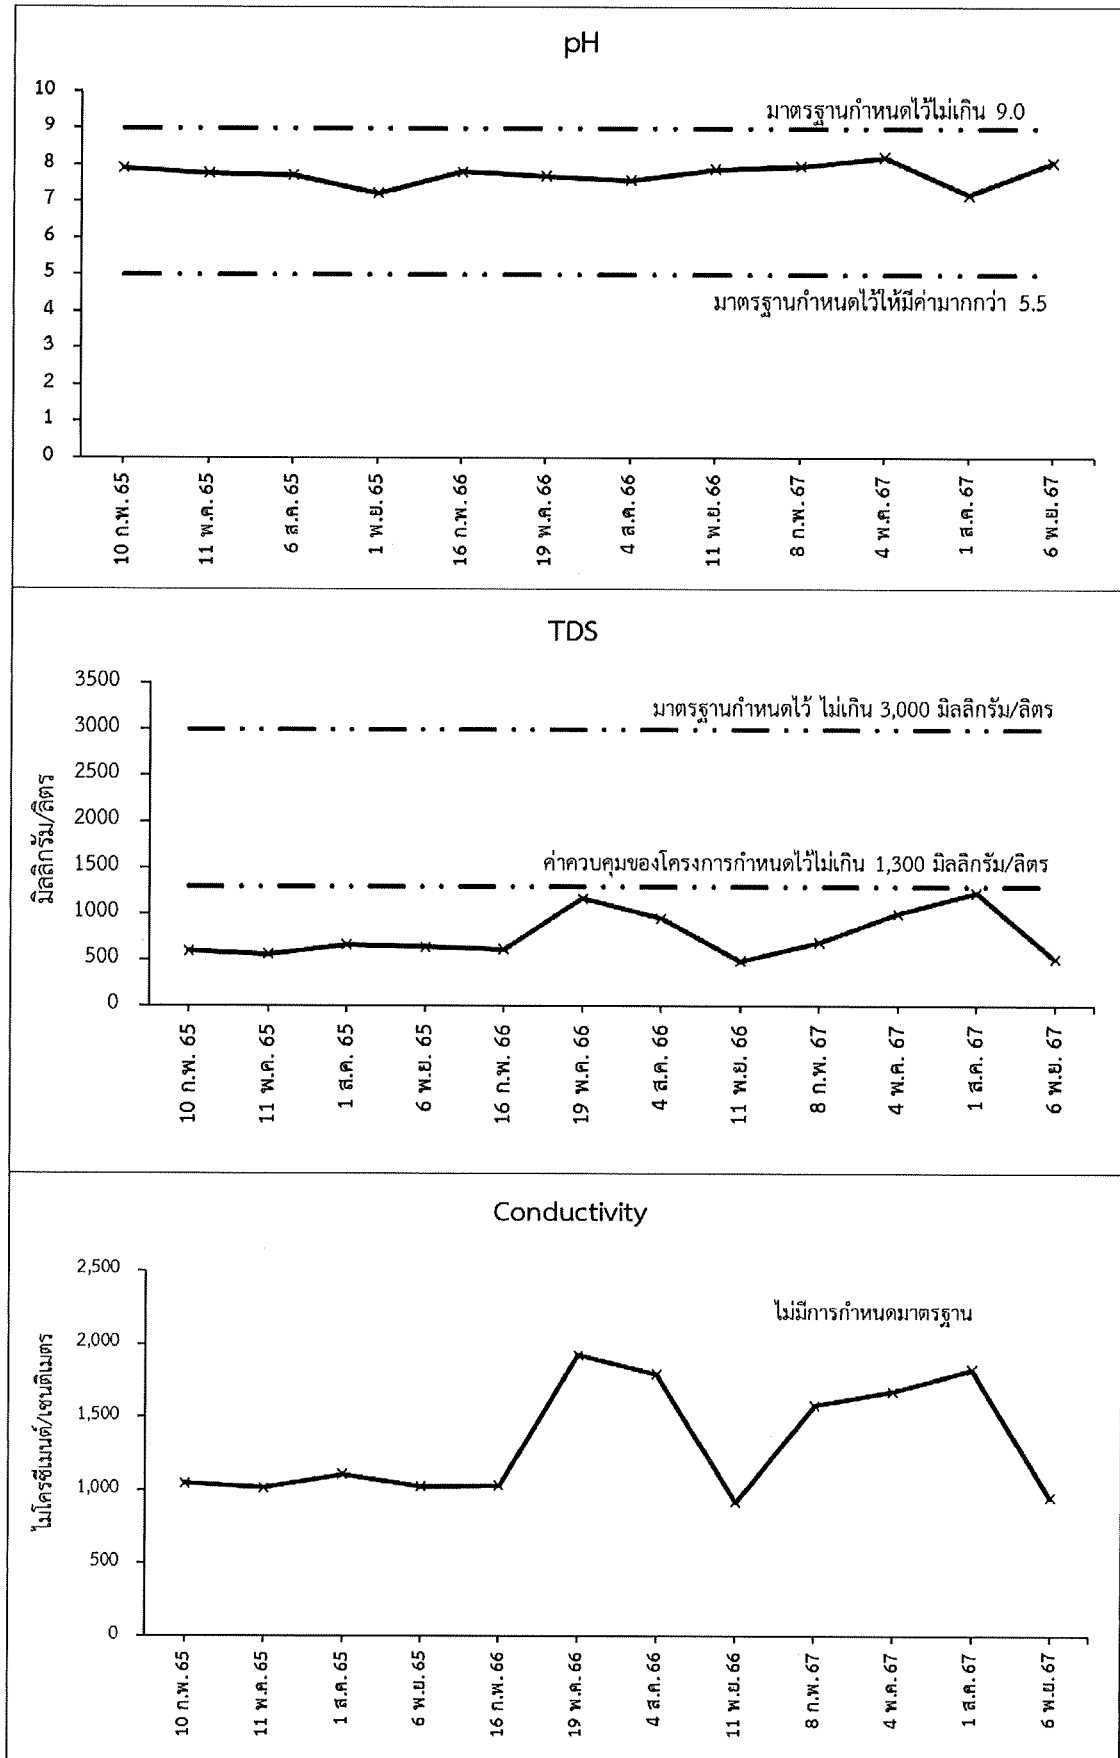 pH
10
9
8
7
6
5
4
3
2
1
0
มาตรฐานกำหนดไว้ไม่เกิน 9.0
มาตรฐานกำหนดไว้ให้มีค่ามากกว่า 5.5
10 ก.พ. 65
11 พ.ค. 65
6 ส.ค. 65
1 พ.ย. 65
16 ก.พ. 66
19 พ.ค. 66
4 ส.ค. 66
11 พ.ย. 66
8 ก.พ. 67
4 พ.ค. 67
1 ส.ค. 67
6 พ.ย. 67
TDS
มิลลิกรัม/ลิตร
3500
3000
2500
2000
1500
1000
500
0
มาตรฐานกำหนดไว้ ไม่เกิน 3,000 มิลลิกรัม/ลิตร
ค่าควบคุมของโครงการกำหนดไว้ไม่เกิน 1,300 มิลลิกรัม/ลิตร
10 ก.พ. 65
11 พ.ค. 65
1 ส.ค. 65
6 พ.ย. 65
16 ก.พ. 66
19 พ.ค. 66
4 ส.ค. 66
11 พ.ย. 66
8 ก.พ. 67
4 พ.ค. 67
1 ส.ค. 67
6 พ.ย. 67
Conductivity
ไมโครซีเมนต์/เซนติเมตร
2,500
2,000
1,500
1,000
500
0
ไม่มีการกำหนดมาตรฐาน
10 ก.พ. 65
11 พ.ค. 65
1 ส.ค. 65
6 พ.ย. 65
16 ก.พ. 66
19 พ.ค. 66
4 ส.ค. 66
11 พ.ย. 66
8 ก.พ. 67
4 พ.ค. 67
1 ส.ค. 67
6 พ.ย. 67